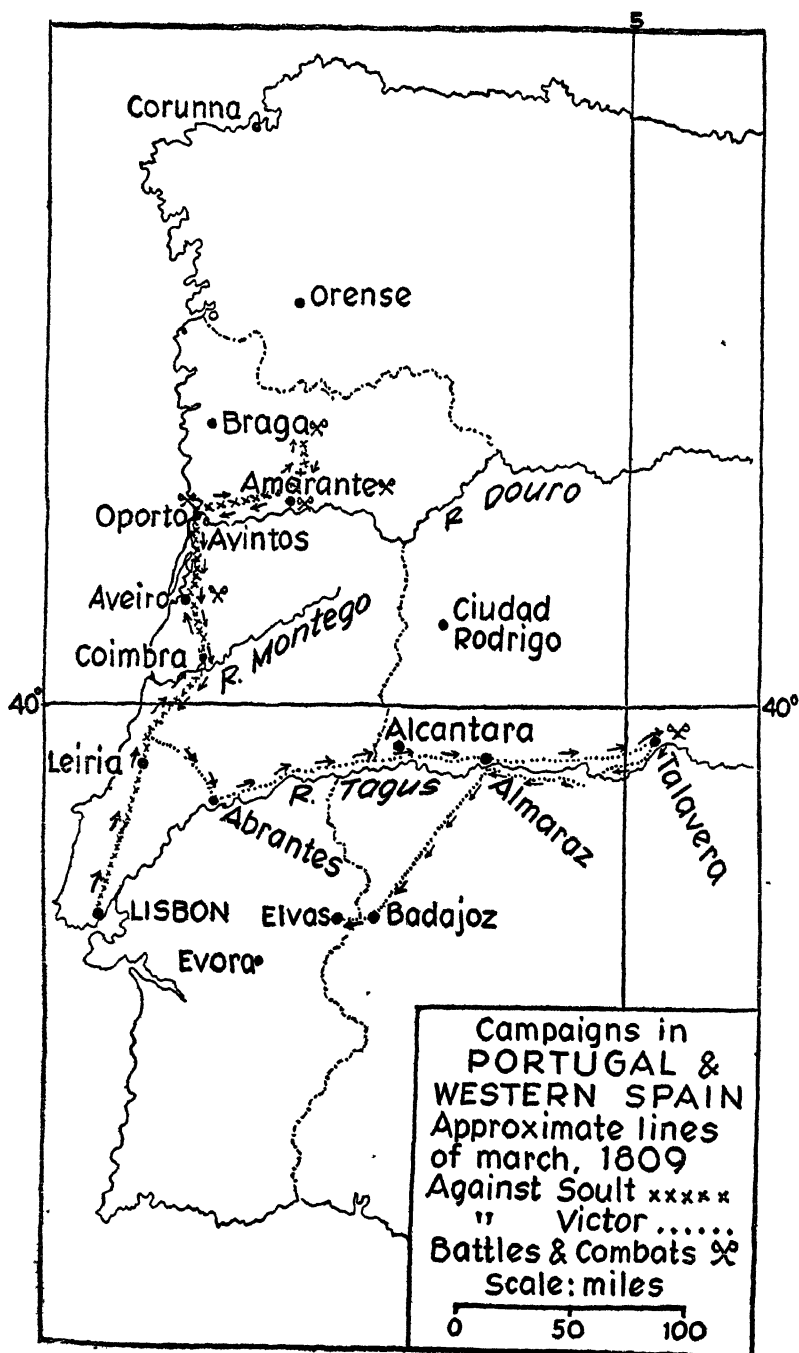 5
Corunna
Orense
Braga
Amarante
R DOURO
Oporto
Avintos
Aveiro
Ciudad
Rodrigo
R. Montego
Coimbra
40°
40°
Alcantara
Leiria
R. TAGUS
Abrantes
Almaraz
Talavera
LISBON
Elvas
Badajoz
Evora
Campaigns in
PORTUGAL &
WESTERN SPAIN
Approximate lines
of march, 1809
Against Soult xxxxx
" Victor ......
Battles & Combats
Scale: miles
0 50 100